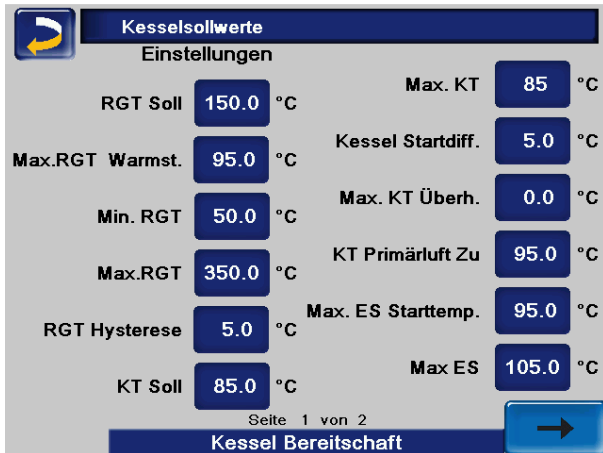 Kesselsollwerte
Einstellungen
RGT Soll 150.0 °C
Max.RGT Warmst. 95.0 °C
Min. RGT 50.0 °C
Max.RGT 350.0 °C
RGT Hysterese 5.0 °C
KT Soll 85.0 °C
Max. KT 85 °C
Kessel Startdiff. 5.0 °C
Max. KT Überh. 0.0 °C
KT Primärluft Zu 95.0 °C
Max. ES Starttemp. 95.0 °C
Max ES 105.0 °C
Seite 1 von 2
Kessel Bereitschaft